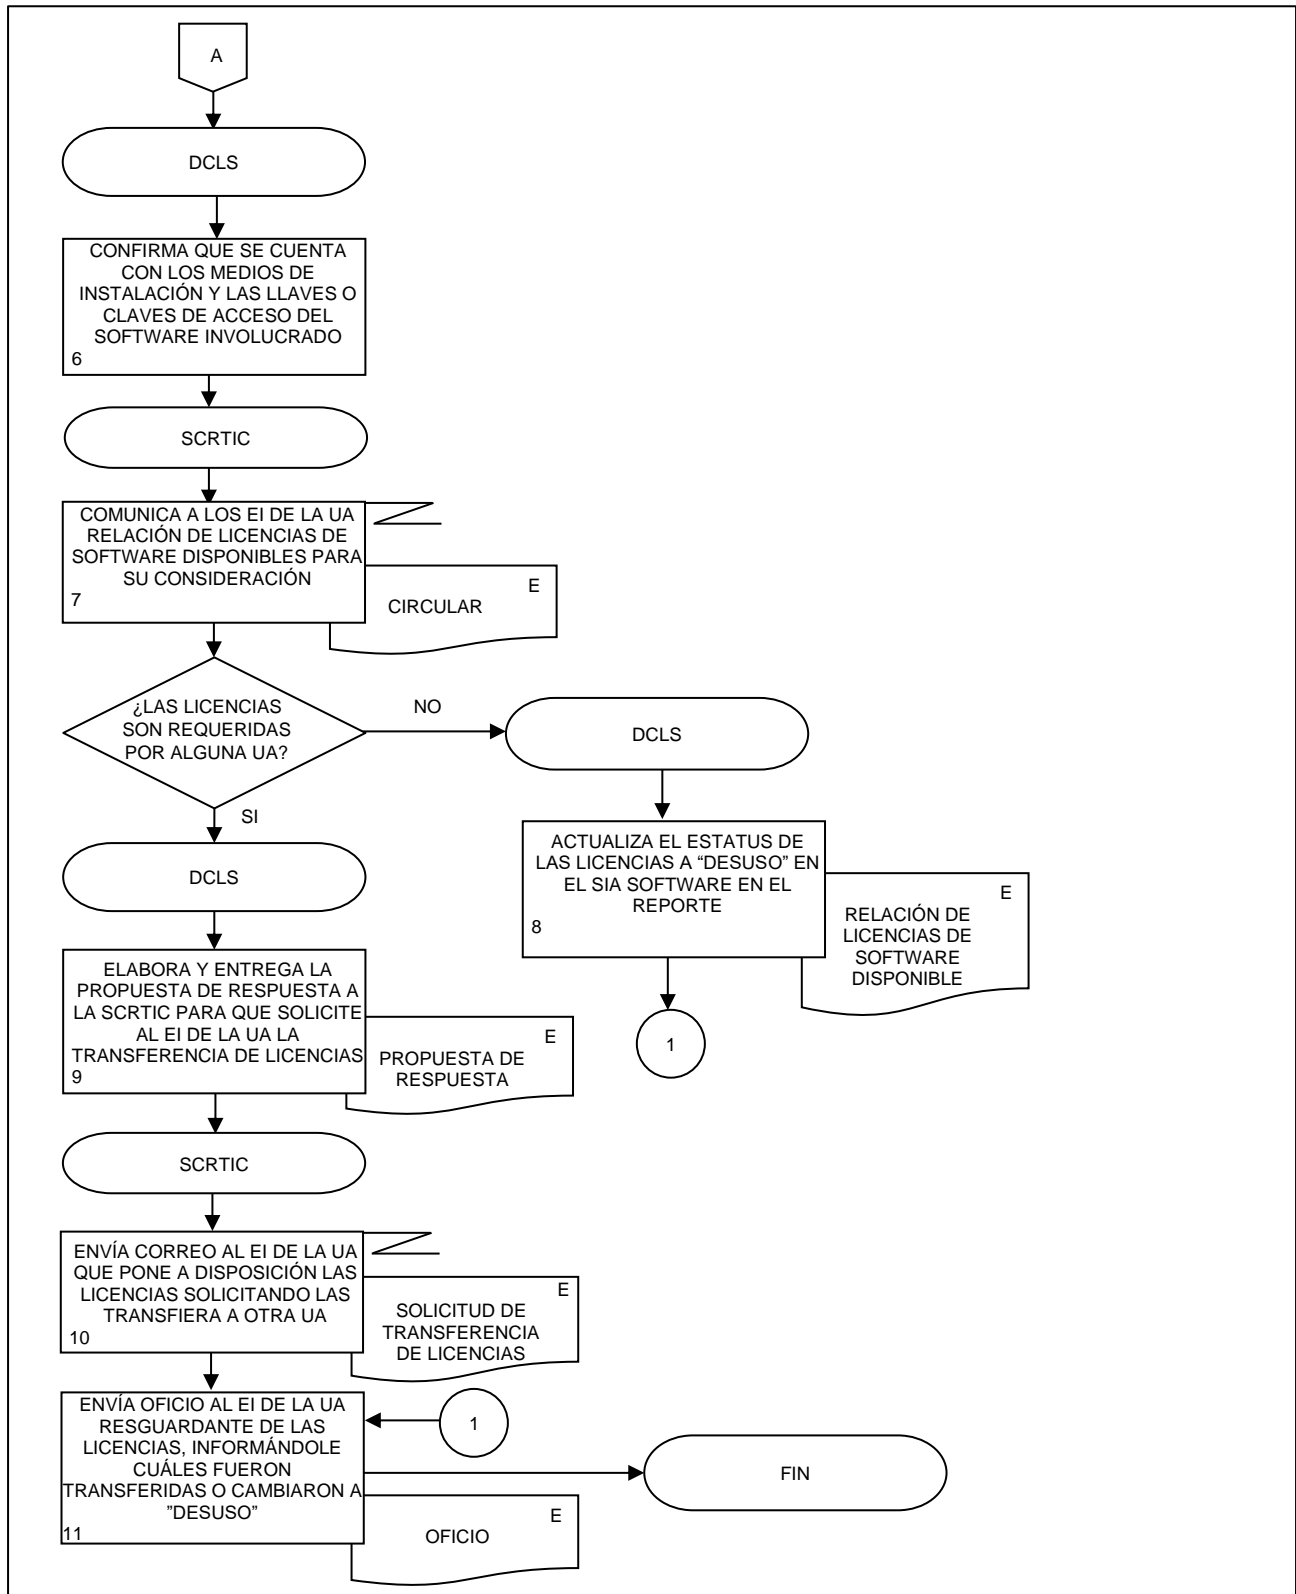 A
DCLS
CONFIRMA QUE SE CUENTA
CON LOS MEDIOS DE
INSTALACIÓN Y LAS LLAVES O
CLAVES DE ACCESO DEL
SOFTWARE INVOLUCRADO
6
SCRTIC
COMUNICA A LOS EI DE LA UA
RELACIÓN DE LICENCIAS DE
SOFTWARE DISPONIBLES PARA
SU CONSIDERACIÓN
7
E
CIRCULAR
¿LAS LICENCIAS
SON REQUERIDAS
POR ALGUNA UA?
NO
DCLS
SI
ACTUALIZA EL ESTATUS DE
LAS LICENCIAS A “DESUSO” EN
EL SIA SOFTWARE EN EL
REPORTE
8
E
RELACIÓN DE
LICENCIAS DE
SOFTWARE
DISPONIBLE
1
DCLS
ELABORA Y ENTREGA LA
PROPUESTA DE RESPUESTA A
LA SCRTIC PARA QUE SOLICITE
AL EI DE LA UA LA
TRANSFERENCIA DE LICENCIAS
9
E
PROPUESTA DE
RESPUESTA
SCRTIC
ENVÍA CORREO AL EI DE LA UA
QUE PONE A DISPOSICIÓN LAS
LICENCIAS SOLICITANDO LAS
TRANSFIERA A OTRA UA
10
E
SOLICITUD DE
TRANSFERENCIA
DE LICENCIAS
ENVÍA OFICIO AL EI DE LA UA
RESGUARDANTE DE LAS
LICENCIAS, INFORMÁNDOLE
CUÁLES FUERON
TRANSFERIDAS O CAMBIARON A
”DESUSO”
11
1
FIN
E
OFICIO